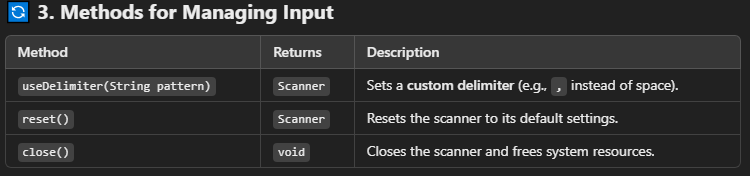 3. Methods for Managing Input
Method Returns Description
useDelimiter(String pattern) Scanner Sets a custom delimiter (e.g., , instead of space).
reset() Scanner Resets the scanner to its default settings.
close() void Closes the scanner and frees system resources.